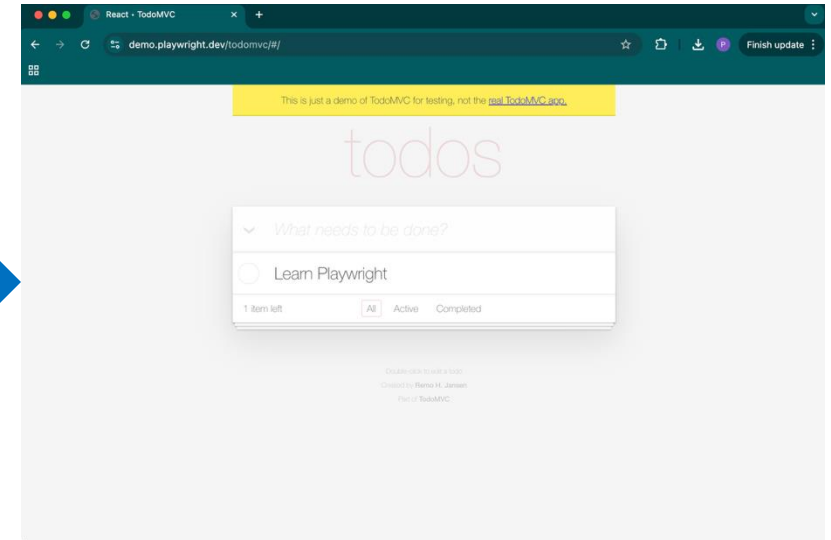 React • TodoMVC
demo.playwright.dev/todomvc/#/
P
Finish update
This is just a demo of TodoMVC for testing, not the real TodoMVC app.
todos
What needs to be done?
Learn Playwright
1 item left
All
Active
Completed
Double-click to edit a todo
Created by Remo H. Jansen
Part of TodoMVC